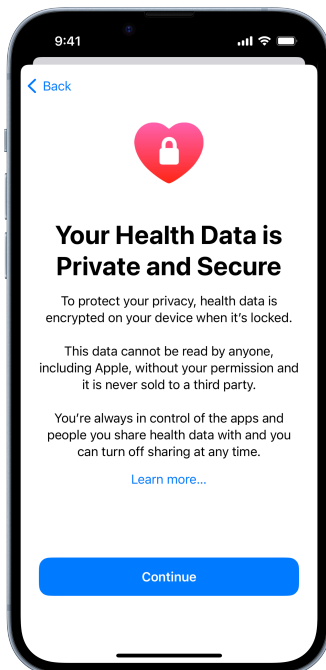 9:41
Back
Your Health Data is
Private and Secure
To protect your privacy, health data is
encrypted on your device when it’s locked.
This data cannot be read by anyone,
including Apple, without your permission and
it is never sold to a third party.
You’re always in control of the apps and
people you share health data with and you
can turn off sharing at any time.
Learn more...
Continue